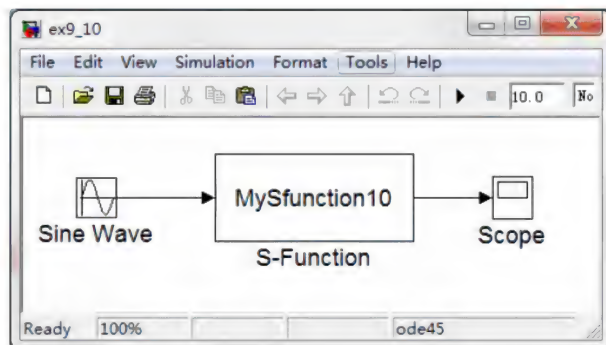 ex9_10
File Edit View Simulation Format Tools Help
10.0 No
MySfunction10
Sine Wave
S-Function
Scope
Ready 100% ode45